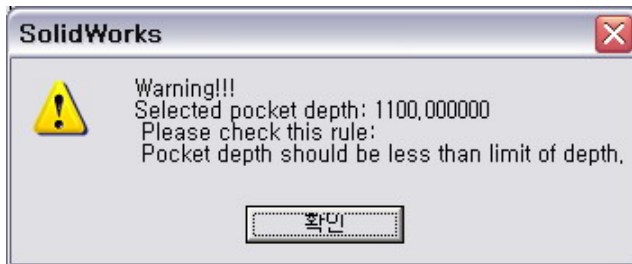 SolidWorks
Warning!!!
Selected pocket depth: 1100,000000
Please check this rule:
Pocket depth should be less than limit of depth,
확인